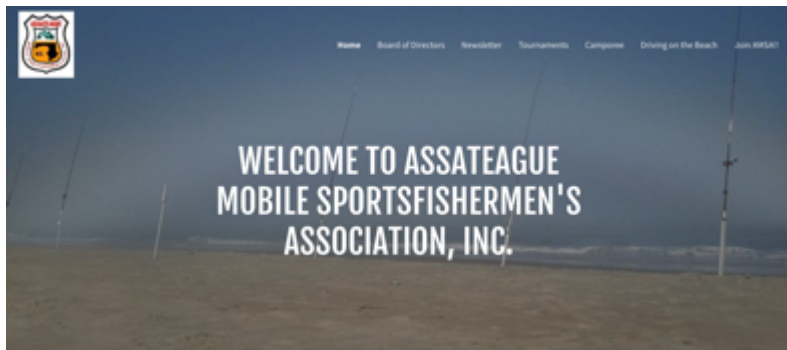 Home Board of Directors Newsletter Tournaments Camporee Driving on the Beach Join AMSA!!
WELCOME TO ASSATEAGUE
MOBILE SPORTSFISHERMEN'S
ASSOCIATION, INC.